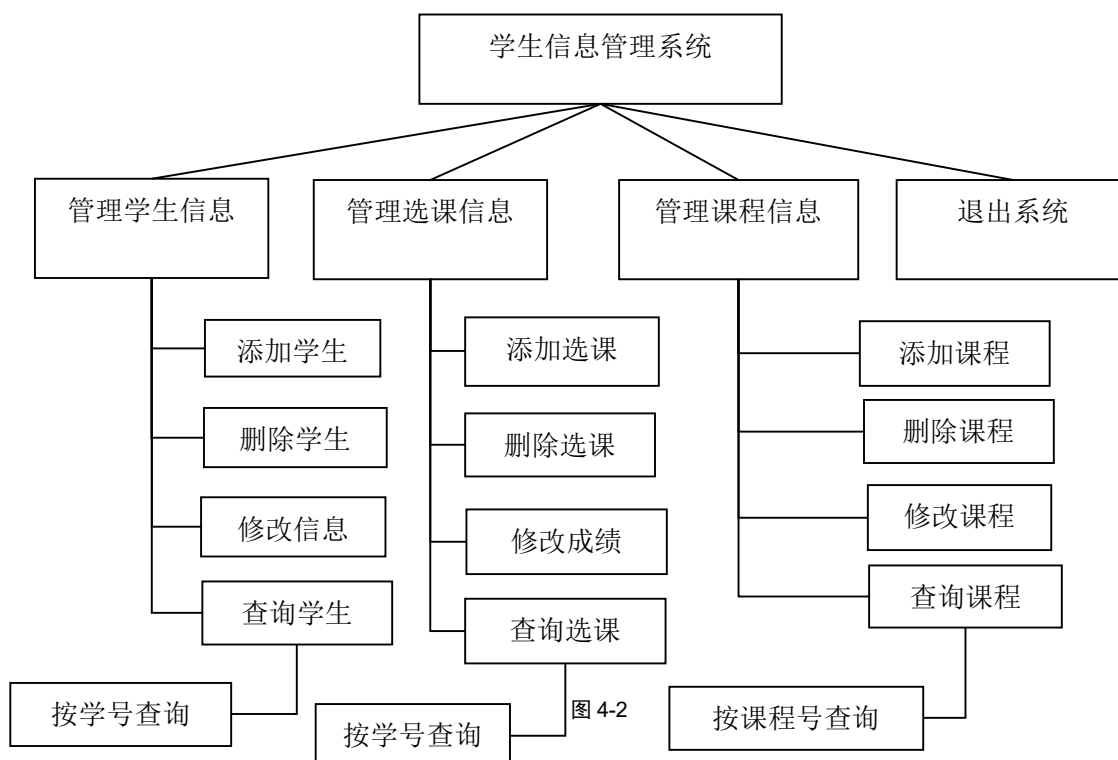 学生信息管理系统
管理学生信息
管理选课信息
管理课程信息
退出系统
添加学生
添加选课
添加课程
删除学生
删除选课
删除课程
修改信息
修改成绩
修改课程
查询学生
查询选课
查询课程
按学号查询
按学号查询
图 4-2
按课程号查询